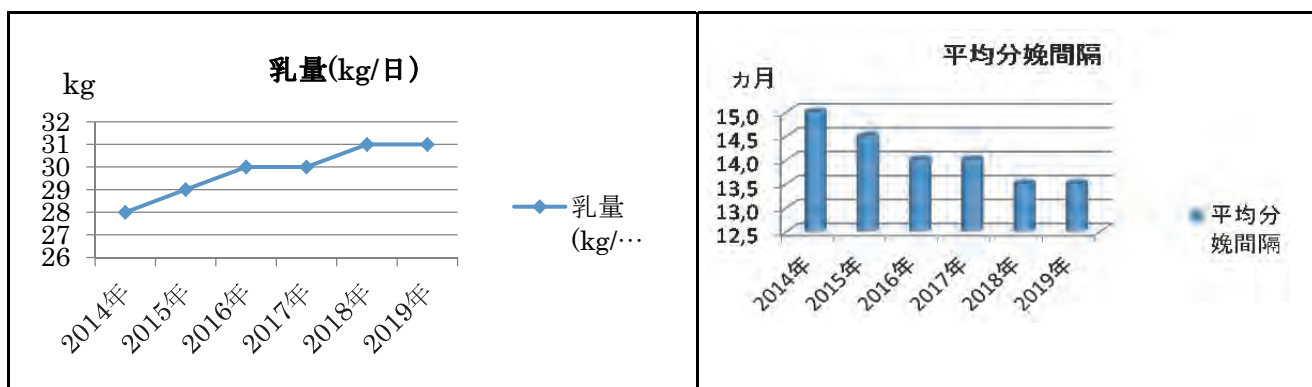 乳量(kg/日)
kg
32
31
30
29
28
27
26
2014年
2015年
2016年
2017年
2018年
2019年
乳量
(kg/…
平均分娩間隔
カ月
15,0
14,5
14,0
13,5
13,0
12,5
2014年
2015年
2016年
2017年
2018年
2019年
平均分
娩間隔